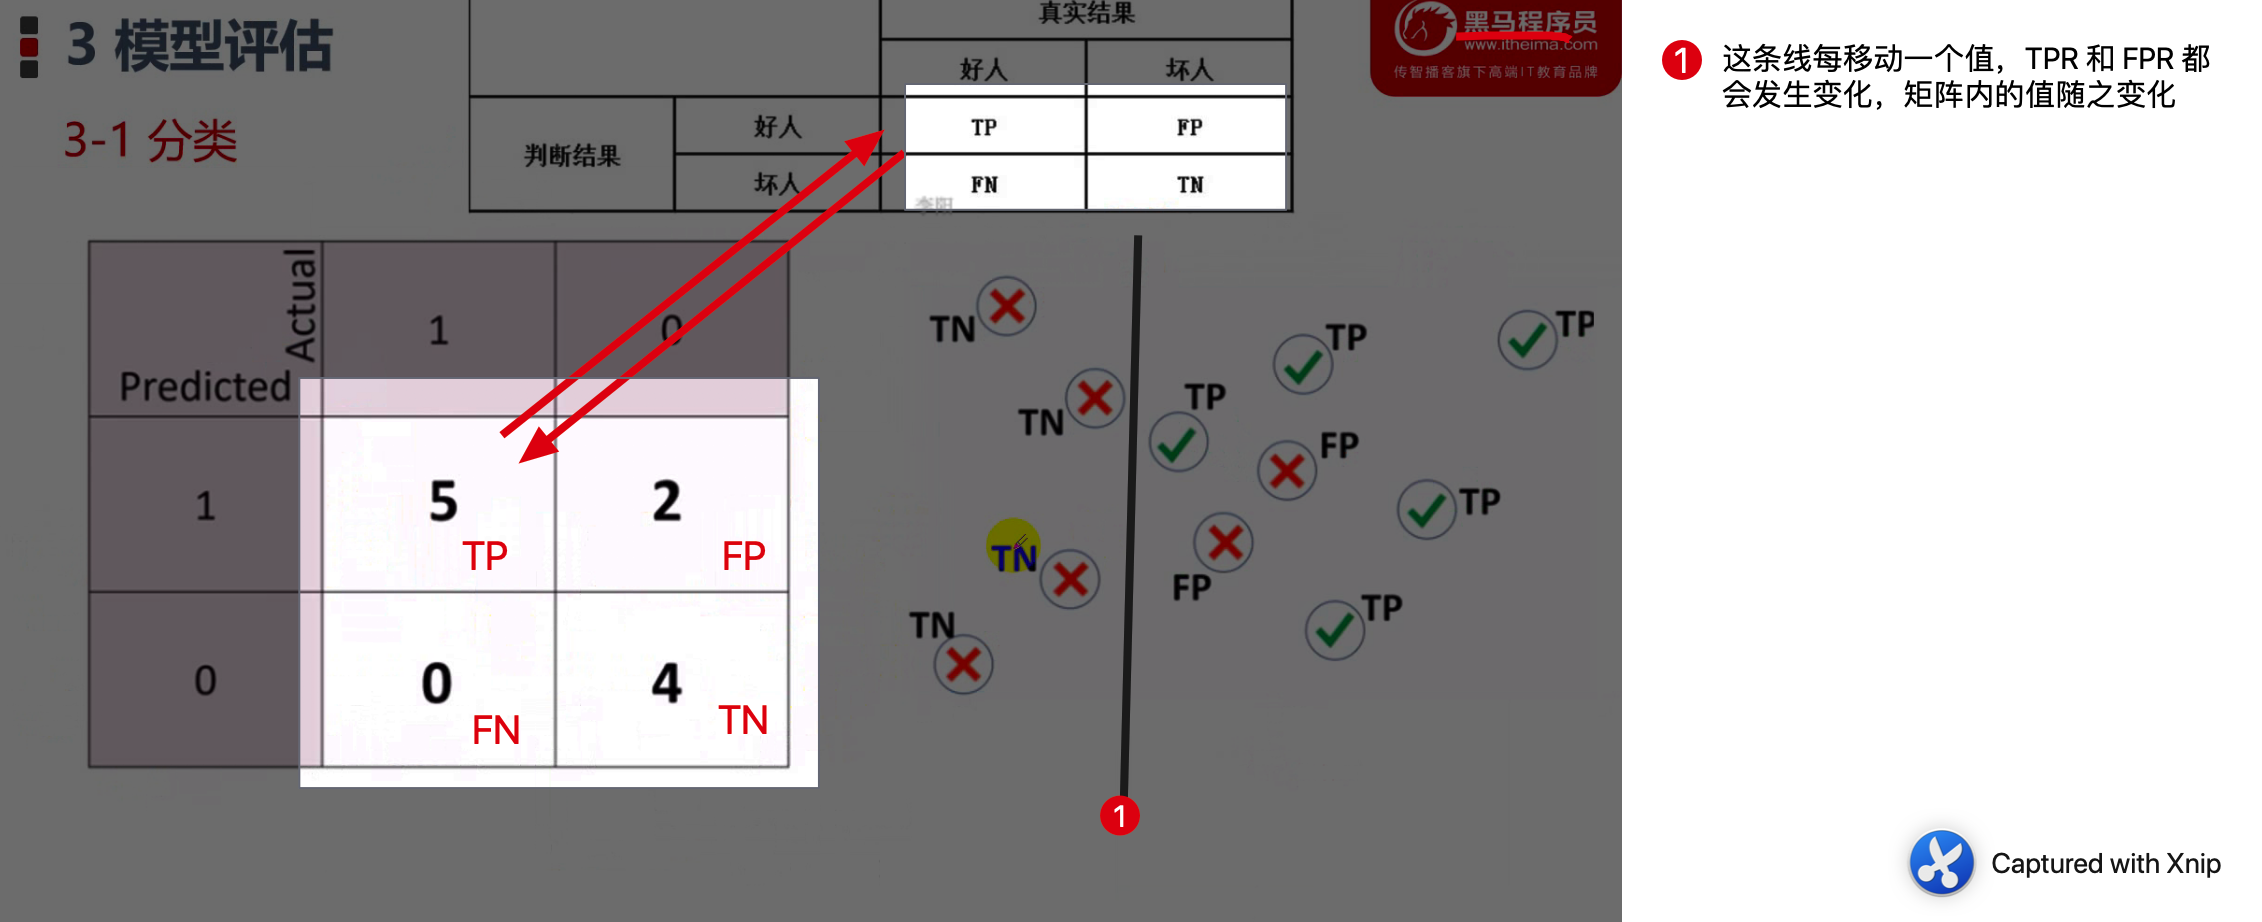 3 模型评估
3-1 分类
真实结果
好人
坏人
判断结果
好人
TP
FP
坏人
FN
TN
李阳
黑马程序员
www.itheima.com
传智播客旗下高端IT教育品牌
Actual
Predicted
1
0
1
5
TP
2
FP
0
0
FN
4
TN
TN
TP
TP
TP
TN
FP
TP
TN
FP
TP
TN
1
1
这条线每移动一个值，TPR 和 FPR 都
会发生变化，矩阵内的值随之变化
Captured with Xnip